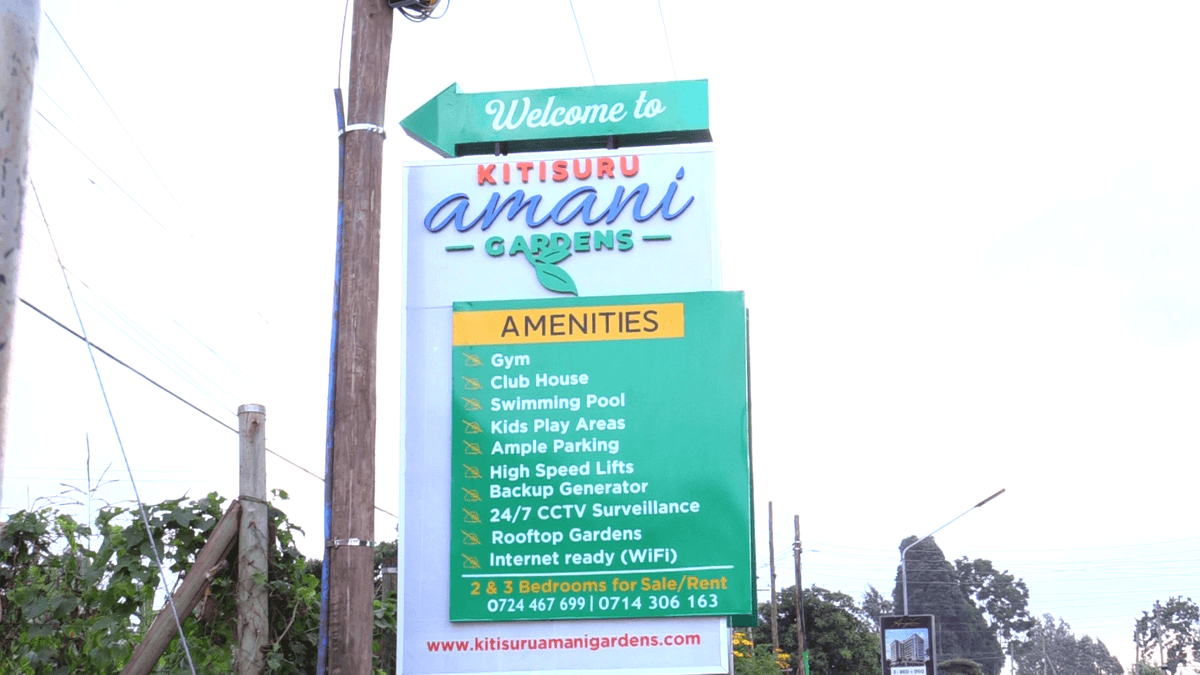 Welcome to
KITISURU
amani
GARDENS
AMENITIES
Gym
Club House
Swimming Pool
Kids Play Areas
Ample Parking
High Speed Lifts
Backup Generator
24/7 CCTV Surveillance
Rooftop Gardens
Internet ready (WiFi)
2 & 3 Bedrooms for Sale/Rent
0724 467 699 | 0714 306 163
www.kitisuruamanigardens.com